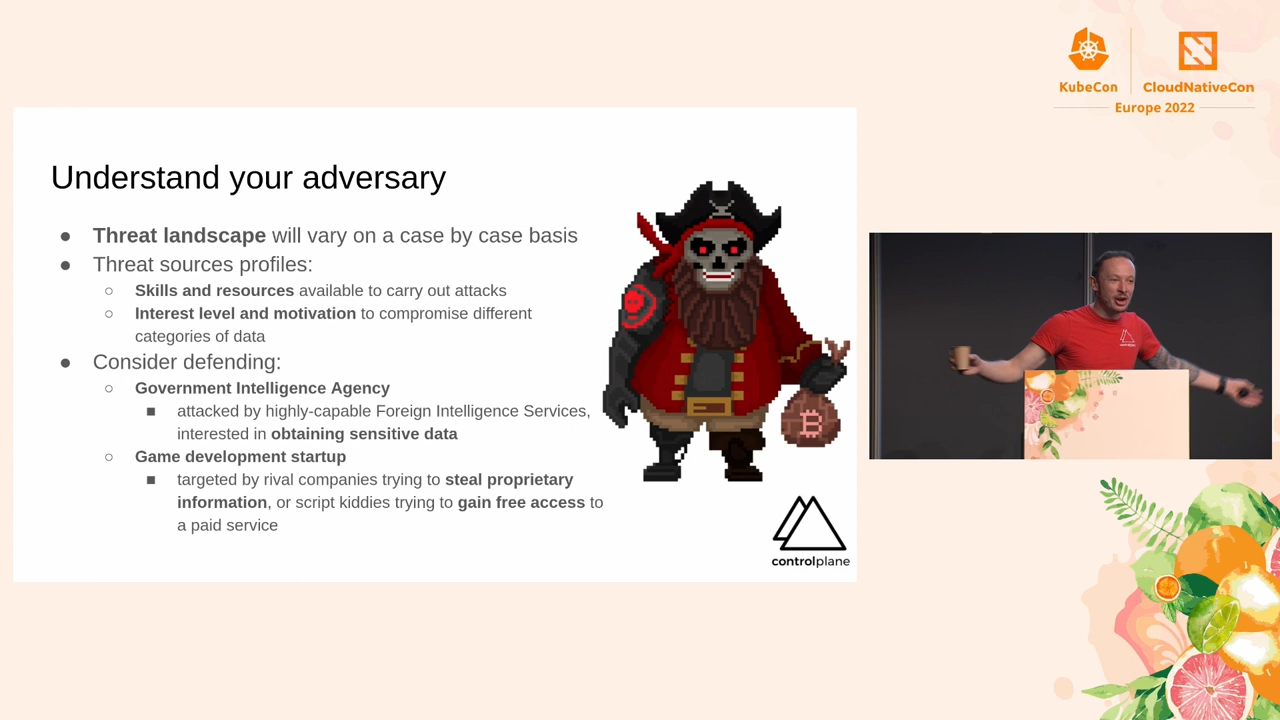 KubeCon
CloudNativeCon
Europe 2022
Understand your adversary
● Threat landscape will vary on a case by case basis
● Threat sources profiles:
○ Skills and resources available to carry out attacks
○ Interest level and motivation to compromise different
categories of data
● Consider defending:
○ Government Intelligence Agency
■ attacked by highly-capable Foreign Intelligence Services,
interested in obtaining sensitive data
○ Game development startup
■ targeted by rival companies trying to steal proprietary
information, or script kiddies trying to gain free access to
a paid service
controlplane